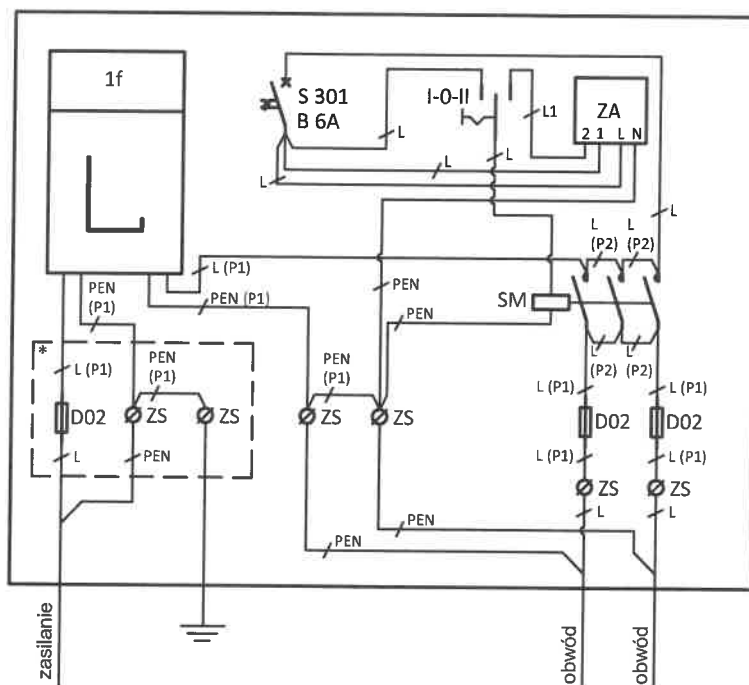 1f
S 301
B 6A
I-0-II
L1
ZA
2 1 L N
L
L
L
L
L
L (P1)
L
(P2)
L
(P2)
PEN
(P1)
PEN (P1)
PEN
SM
PEN
*
L (P1)
PEN
(P1)
PEN
(P1)
L
(P2)
L
(P2)
L (P1)
L (P1)
D02
ZS
ZS
ZS
ZS
D02
D02
L
PEN
L (P1)
L (P1)
ZS
ZS
L
L
PEN
PEN
zasilanie
obwód
obwód